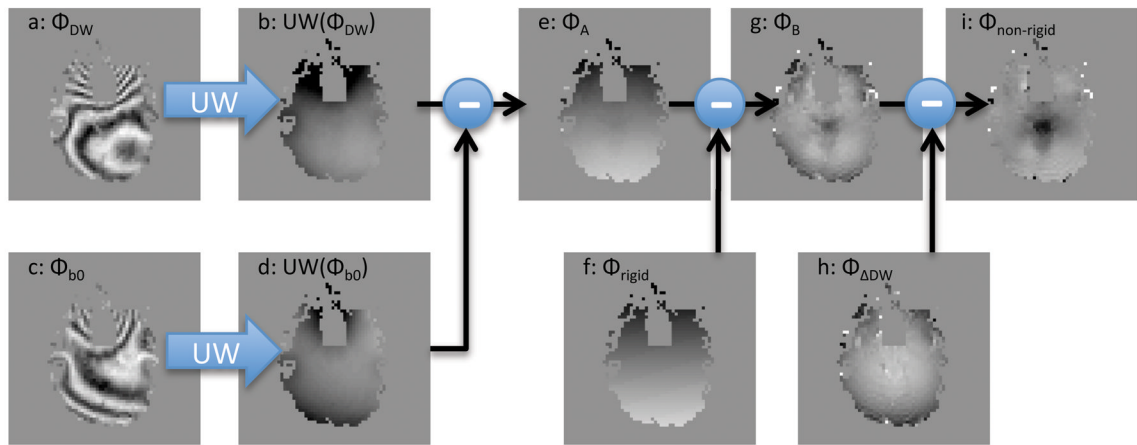 a: Φ_DW
b: UW(Φ_DW)
e: Φ_A
g: Φ_B
i: Φ_non-rigid
UW
c: Φ_b0
d: UW(Φ_b0)
f: Φ_rigid
h: Φ_ΔDW
UW